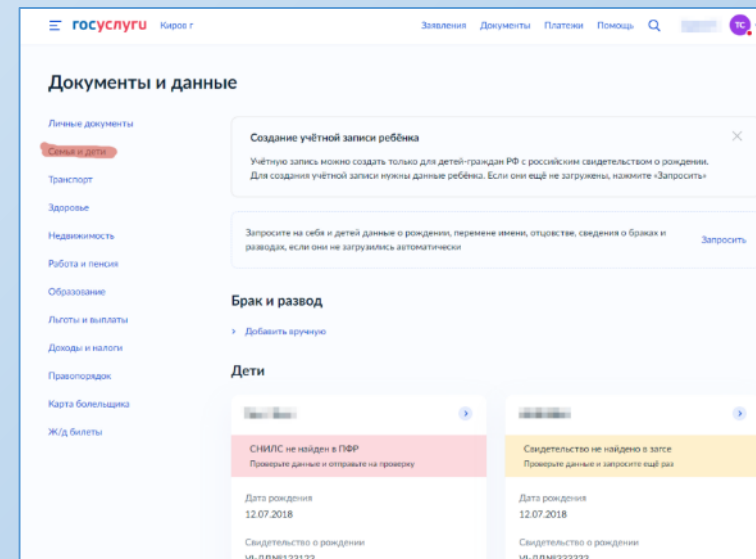 госуслуги Киров г Заявления Документы Платежи Помощь ТС
Документы и данные
Личные документы
Семья и дети
Транспорт
Здоровье
Недвижимость
Работа и пенсия
Образование
Льготы и выплаты
Доходы и налоги
Правопорядок
Карта болельщика
Ж/д билеты
Создание учётной записи ребёнка
Учётную запись можно создать только для детей-граждан РФ с российским свидетельством о рождении.
Для создания учётной записи нужны данные ребёнка. Если они ещё не загружены, нажмите «Запросить»
Запросите на себя и детей данные о рождении, перемене имени, отцовстве, сведения о браках и
разводах, если они не загрузились автоматически
Запросить
Брак и развод
Добавить вручную
Дети
СНИЛС не найден в ПФР
Проверьте данные и отправьте на проверку
Дата рождения
12.07.2018
Свидетельство о рождении
Свидетельство не найдено в загсе
Проверьте данные и запросите ещё раз
Дата рождения
12.07.2018
Свидетельство о рождении